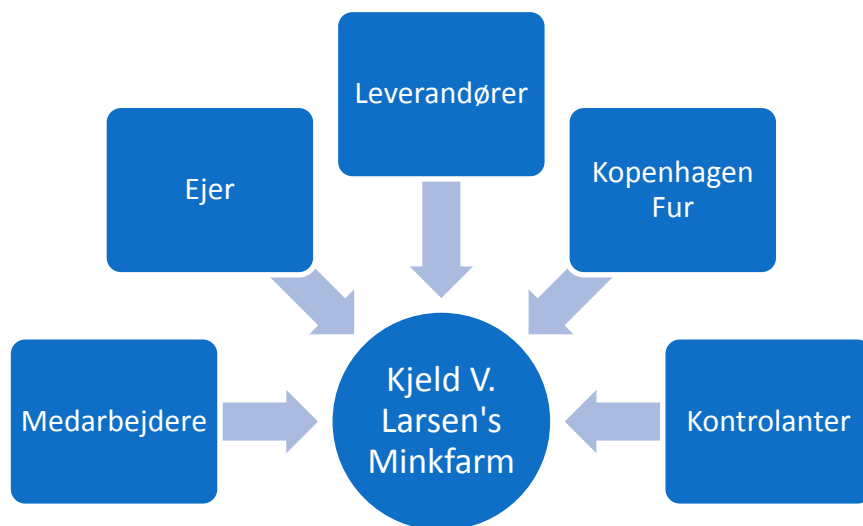 Leverandører
Ejer
Kopenhagen
Fur
Medarbejdere
Kjeld V.
Larsen's
Minkfarm
Kontrolanter